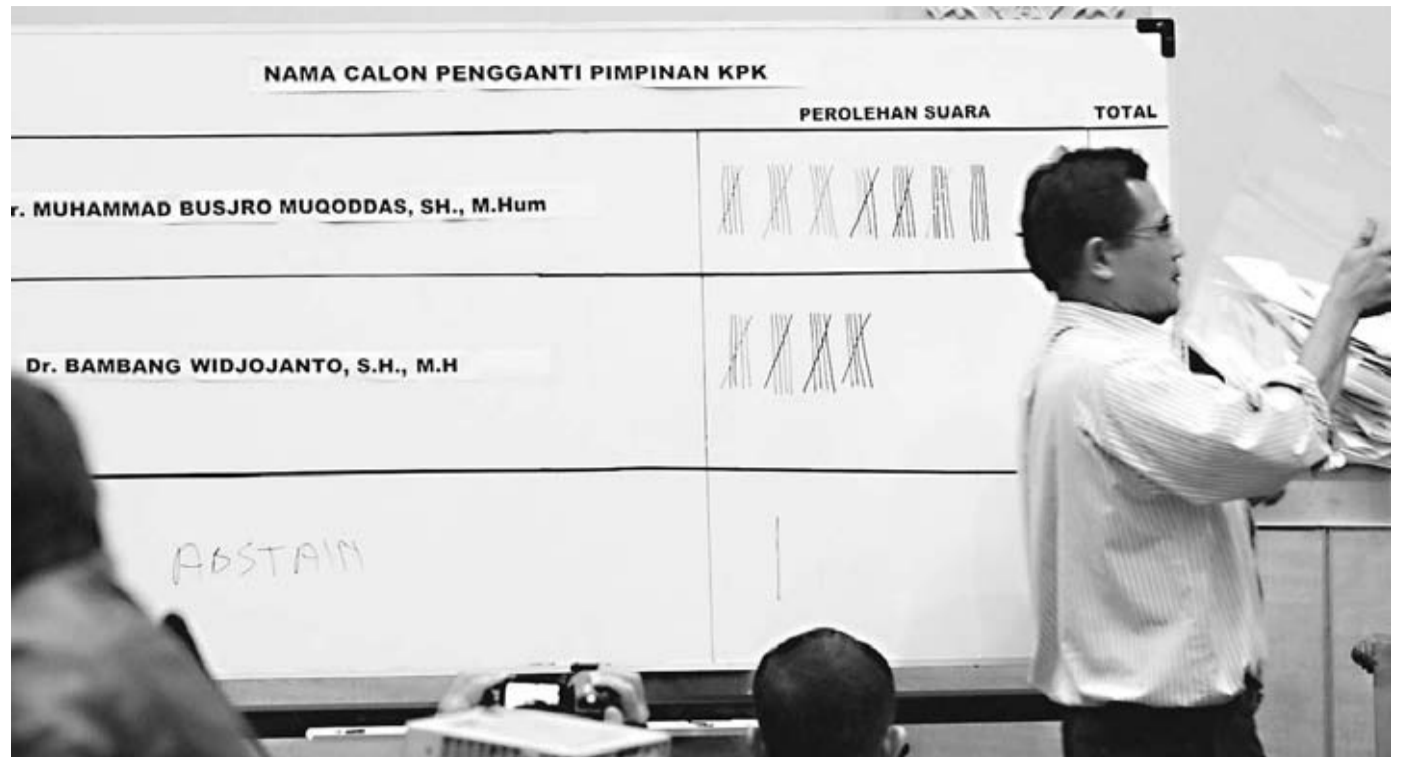 NAMA CALON PENGGANTI PIMPINAN KPK
PEROLEHAN SUARA TOTAL
r. MUHAMMAD BUSJRO MUQODDAS, SH., M.Hum
Dr. BAMBANG WIDJOJANTO, S.H., M.H
ABSTAIN